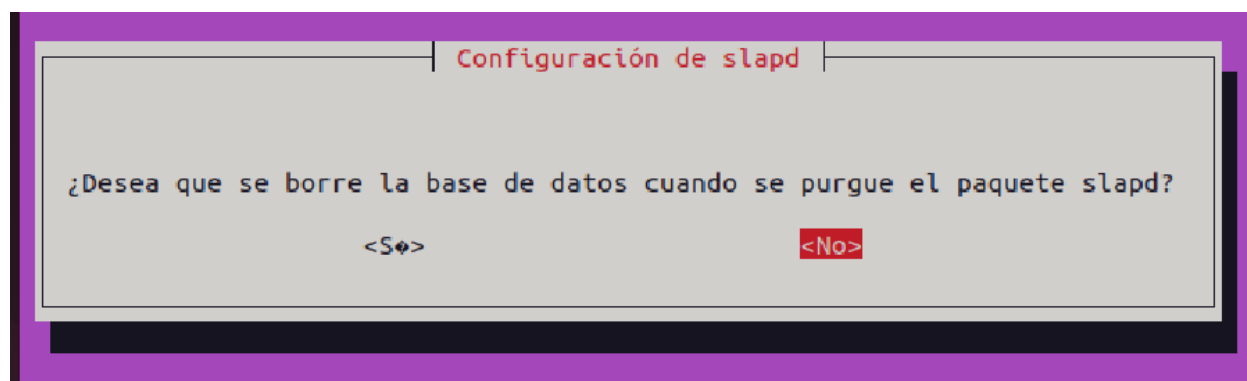 Configuración de slapd
¿Desea que se borre la base de datos cuando se purgue el paquete slapd?
<S�> <No>